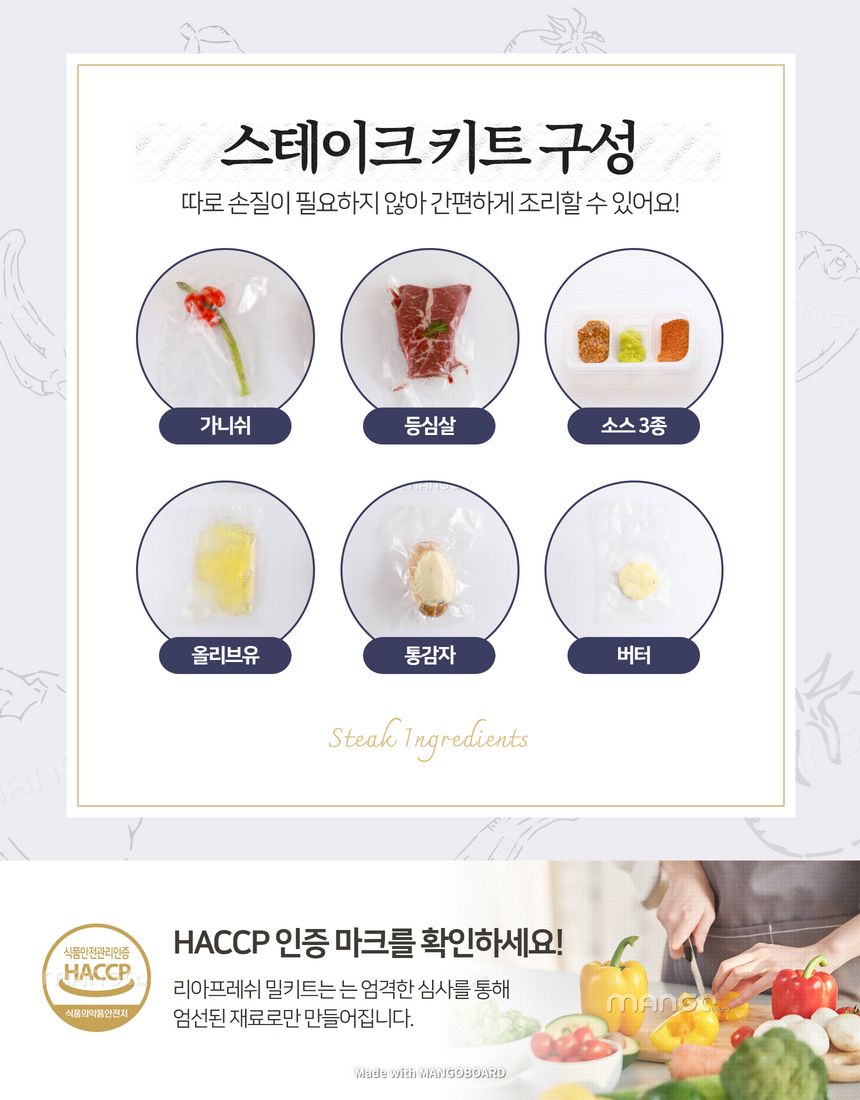 스테이크 키트 구성
따로 손질이 필요하지 않아 간편하게 조리할 수 있어요!
가니쉬
등심살
소스 3종
올리브유
통감자
버터
Steak Ingredients
식품안전관리인증
HACCP
식품의약품안전처
HACCP 인증 마크를 확인하세요!
리아프레쉬 밀키트는 는 엄격한 심사를 통해
엄선된 재료로만 만들어집니다.
MANGO board
Made with MANGOBOARD